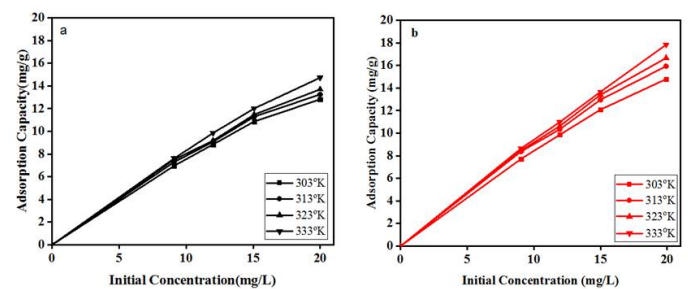 a
20
18
16
14
12
10
8
6
4
2
0
Adsorption Capacity(mg/g)
0 5 10 15 20
Initial Concentration(mg/L)
303°K
313°K
323°K
333°K
b
20
18
16
14
12
10
8
6
4
2
0
Adsorption Capacity (mg/g)
0 5 10 15 20
Initial Concentration (mg/L)
303°K
313°K
323°K
333°K